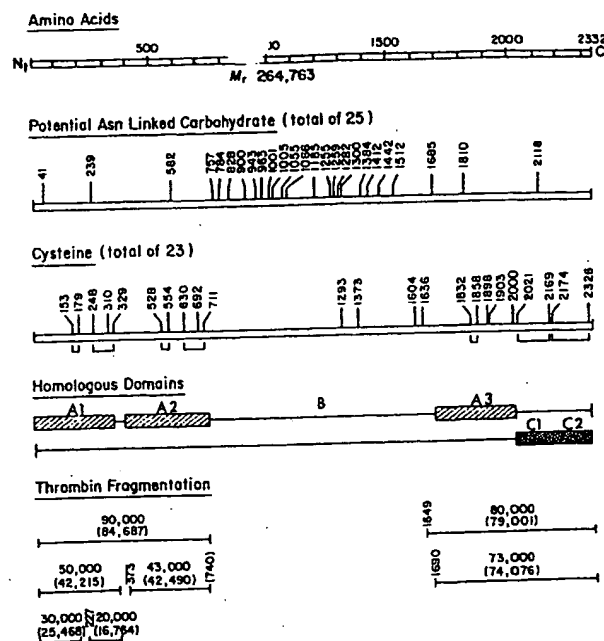 Amino Acids
N 500 1500 2000 2332 C
Mr 264,763
Potential Asn Linked Carbohydrate (total of 25)
41 239 582 757 784 828 900 943 963 1001 1005 1055 1066 1185 1255 1259 1282 1300 1384 1412 1442 1512 1685 1810 2118
Cysteine (total of 23)
153 179 248 310 329 528 554 630 692 711 1293 1373 1604 1636 1832 1858 1898 1903 2000 2021 2169 2174 2326
Homologous Domains
A1 A2 B A3
C1 C2
Thrombin Fragmentation
90,000 1649 80,000
(84,687) (79,001)
50,000 373 43,000 (740) 1690 73,000
(42,215) (42,490) (74,076)
30,000 227 20,000
(25,468) (16,764)